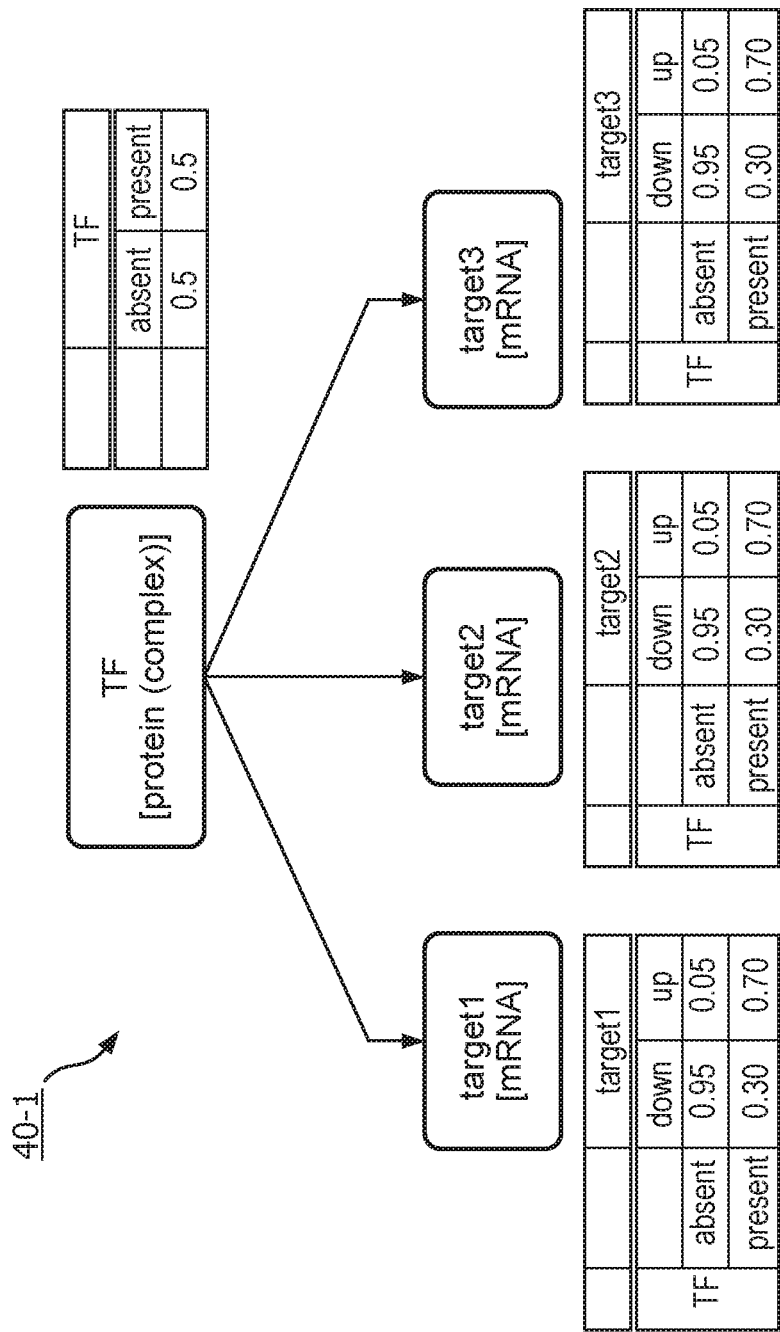 40-1
TF
[protein (complex)]
TF
absent present
0.5 0.5
target1
[mRNA]
target2
[mRNA]
target3
[mRNA]
target1
down up
TF absent 0.95 0.05
present 0.30 0.70
target2
down up
TF absent 0.95 0.05
present 0.30 0.70
target3
down up
TF absent 0.95 0.05
present 0.30 0.70